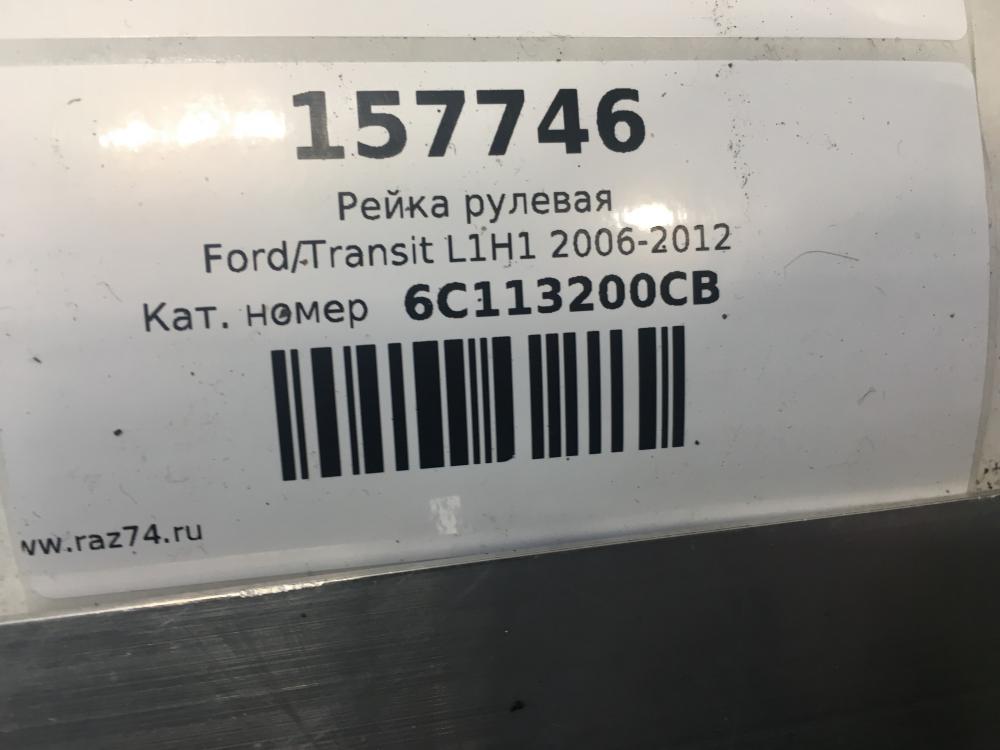 157746
Рейка рулевая
Ford/Transit L1H1 2006-2012
Кат. номер 6C113200CB
ww.raz74.ru